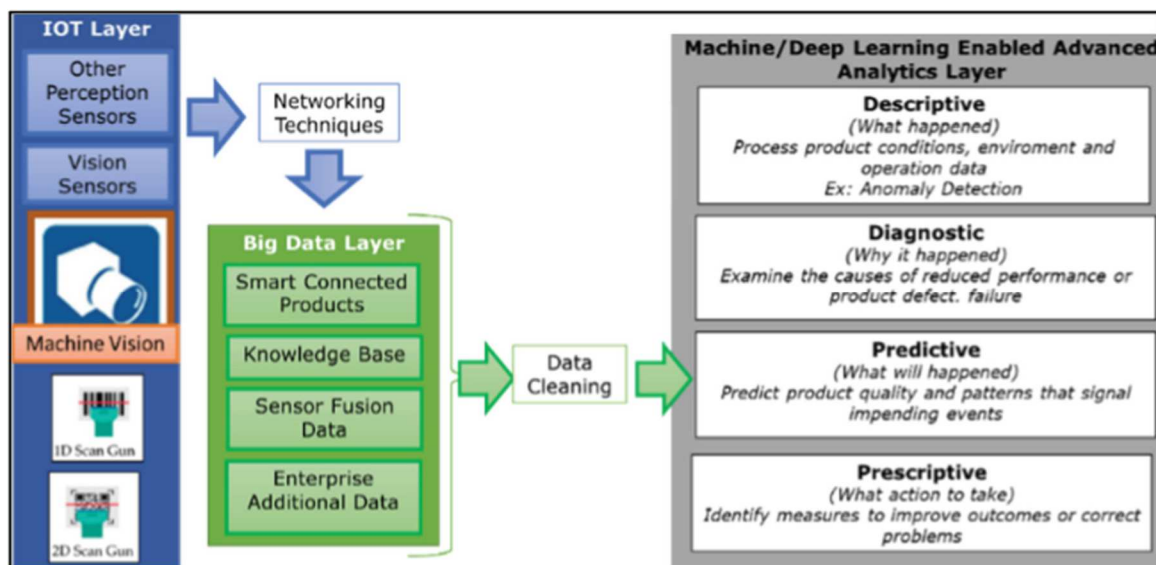 IOT Layer
Other
Perception
Sensors
Vision
Sensors
Machine Vision
1D Scan Gun
2D Scan Gun
Networking
Techniques
Big Data Layer
Smart Connected
Products
Knowledge Base
Sensor Fusion
Data
Enterprise
Additional Data
Data
Cleaning
Machine/Deep Learning Enabled Advanced
Analytics Layer
Descriptive
(What happened)
Process product conditions, enviroment and
operation data
Ex: Anomaly Detection
Diagnostic
(Why it happened)
Examine the causes of reduced performance or
product defect. failure
Predictive
(What will happened)
Predict product quality and patterns that signal
impending events
Prescriptive
(What action to take)
Identify measures to improve outcomes or correct
problems